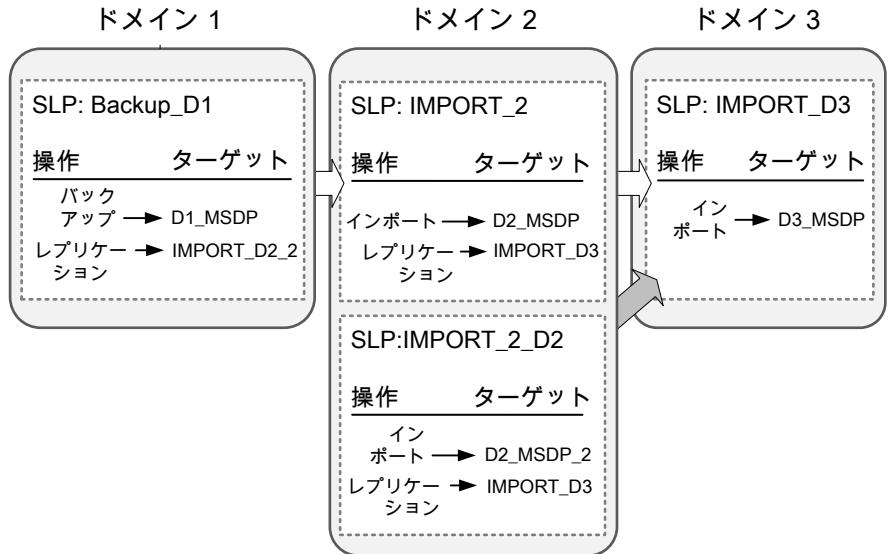 ドメイン 1
SLP: Backup_D1
操作 ターゲット
バック
アップ D1_MSDP
レプリケー IMPORT_D2_2
ション
ドメイン 2
SLP: IMPORT_2
操作 ターゲット
インポート D2_MSDP
レプリケー IMPORT_D3
ション
SLP:IMPORT_2_D2
操作 ターゲット
イン
ポート D2_MSDP_2
レプリケー IMPORT_D3
ション
ドメイン 3
SLP: IMPORT_D3
操作 ターゲット
イン
ポート D3_MSDP